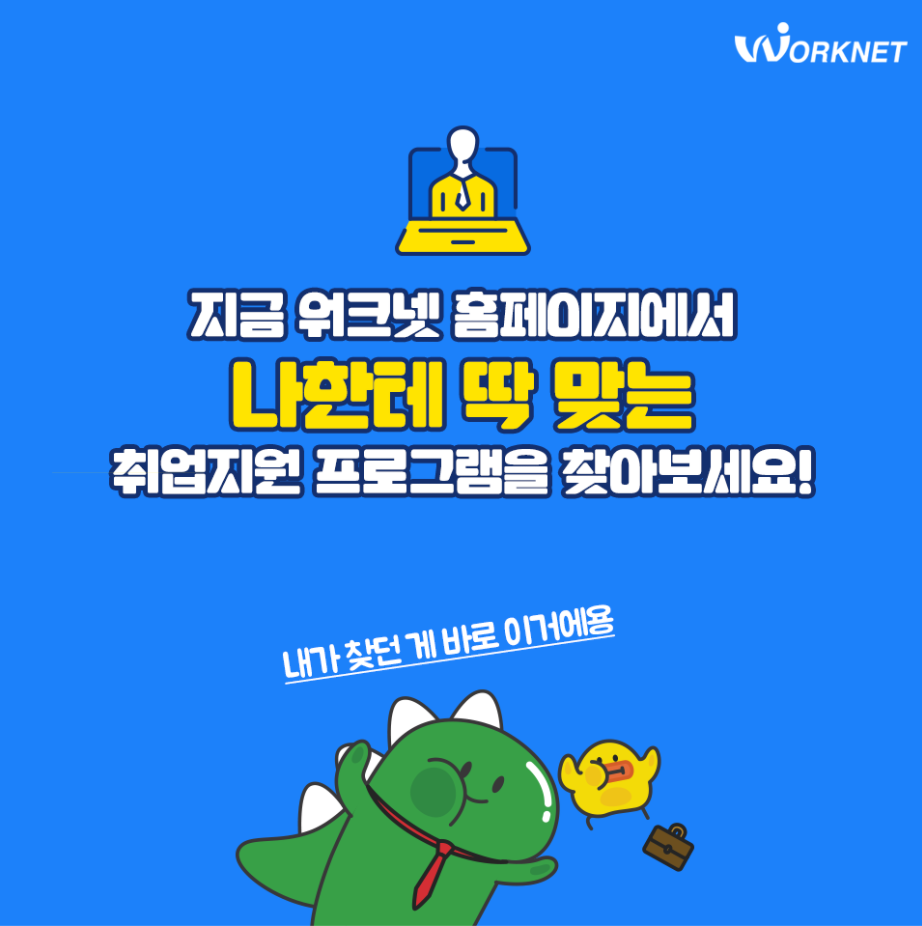 WORKNET
지금 워크넷 홈페이지에서
나한테 딱 맞는
취업지원 프로그램을 찾아보세요!
내가 찾던 게 바로 이거에용